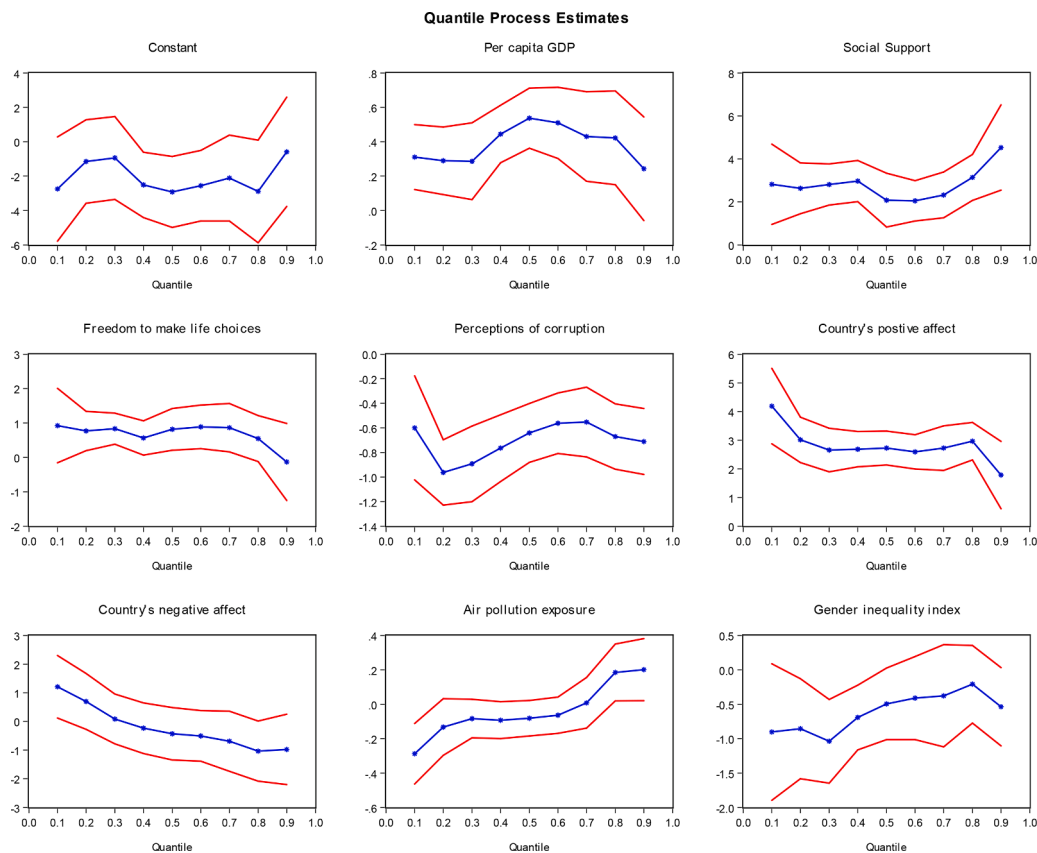 Quantile Process Estimates
Constant
Per capita GDP
Social Support
4
2
0
-2
-4
-6
0.0 0.1 0.2 0.3 0.4 0.5 0.6 0.7 0.8 0.9 1.0
Quantile
.8
.6
.4
.2
.0
-.2
0.0 0.1 0.2 0.3 0.4 0.5 0.6 0.7 0.8 0.9 1.0
Quantile
8
6
4
2
0
0.0 0.1 0.2 0.3 0.4 0.5 0.6 0.7 0.8 0.9 1.0
Quantile
Freedom to make life choices
Perceptions of corruption
Country's postive affect
3
2
1
0
-1
-2
0.0 0.1 0.2 0.3 0.4 0.5 0.6 0.7 0.8 0.9 1.0
Quantile
0.0
-0.2
-0.4
-0.6
-0.8
-1.0
-1.2
-1.4
0.0 0.1 0.2 0.3 0.4 0.5 0.6 0.7 0.8 0.9 1.0
Quantile
6
5
4
3
2
1
0
0.0 0.1 0.2 0.3 0.4 0.5 0.6 0.7 0.8 0.9 1.0
Quantile
Country's negative affect
Air pollution exposure
Gender inequality index
3
2
1
0
-1
-2
-3
0.0 0.1 0.2 0.3 0.4 0.5 0.6 0.7 0.8 0.9 1.0
Quantile
.4
.2
.0
-.2
-.4
-.6
0.0 0.1 0.2 0.3 0.4 0.5 0.6 0.7 0.8 0.9 1.0
Quantile
0.5
0.0
-0.5
-1.0
-1.5
-2.0
0.0 0.1 0.2 0.3 0.4 0.5 0.6 0.7 0.8 0.9 1.0
Quantile